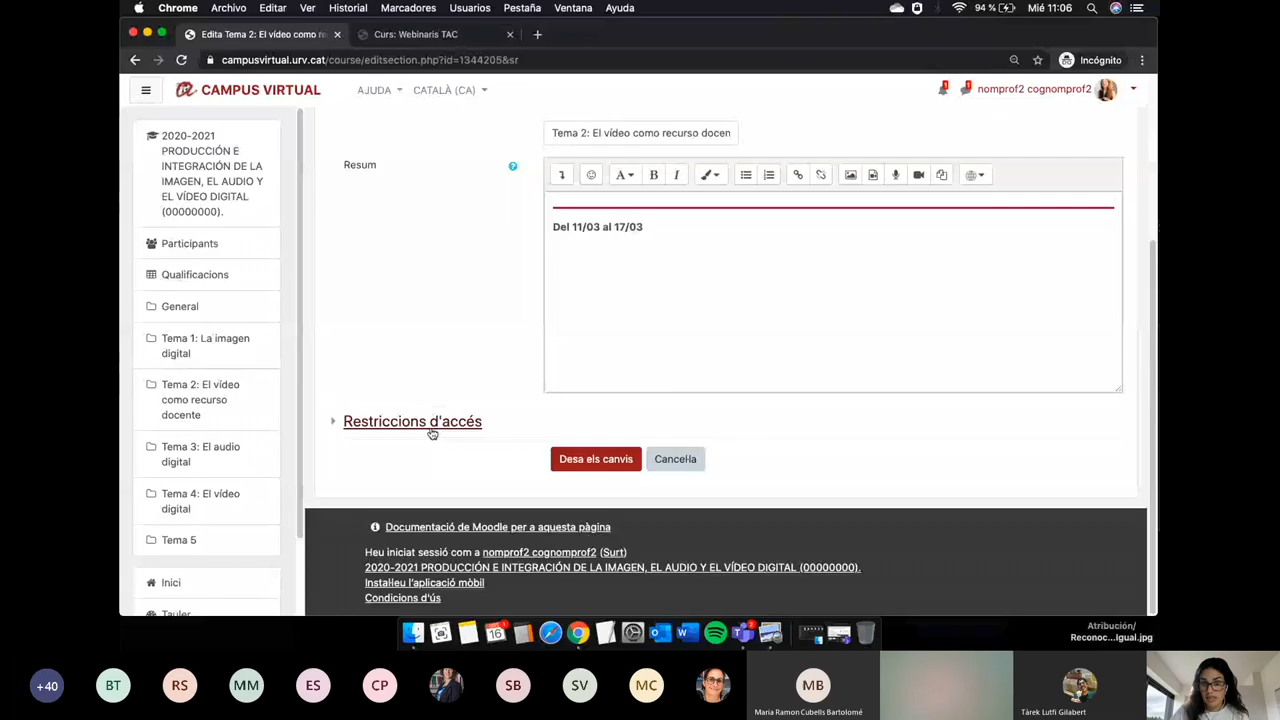 Chrome Archivo Editar Ver Historial Marcadores Usuarios Pestaña Ventana Ayuda
94 % Mié 11:06
Edita Tema 2: El vídeo como re
Curs: Webinaris TAC
campusvirtual.urv.cat/course/editsection.php?id=1344205&sr
Incógnito
CAMPUS VIRTUAL
AJUDA CATALÀ (CA)
1 1
nomprof2 cognomprof2
2020-2021
PRODUCCIÓN E
INTEGRACIÓN DE LA
IMAGEN, EL AUDIO Y
EL VÍDEO DIGITAL
(00000000).
Participants
Qualificacions
General
Tema 1: La imagen
digital
Tema 2: El vídeo
como recurso
docente
Tema 3: El audio
digital
Tema 4: El vídeo
digital
Tema 5
Inici
Tauler
Tema 2: El vídeo como recurso docen
Resum
A B I
Del 11/03 al 17/03
Restriccions d'accés
Desa els canvis
Cancel·la
Documentació de Moodle per a aquesta pàgina
Heu iniciat sessió com a nomprof2 cognomprof2 (Surt)
2020-2021 PRODUCCIÓN E INTEGRACIÓN DE LA IMAGEN, EL AUDIO Y EL VÍDEO DIGITAL (00000000).
Instal·leu l'aplicació mòbil
Condicions d'ús
16
Atribución/
Reconoc...Igual.jpg
+40 BT RS MM ES CP SB SV MC MB
Maria Ramon Cubells Bartolomé
Tàrek Lutfi Gilabert